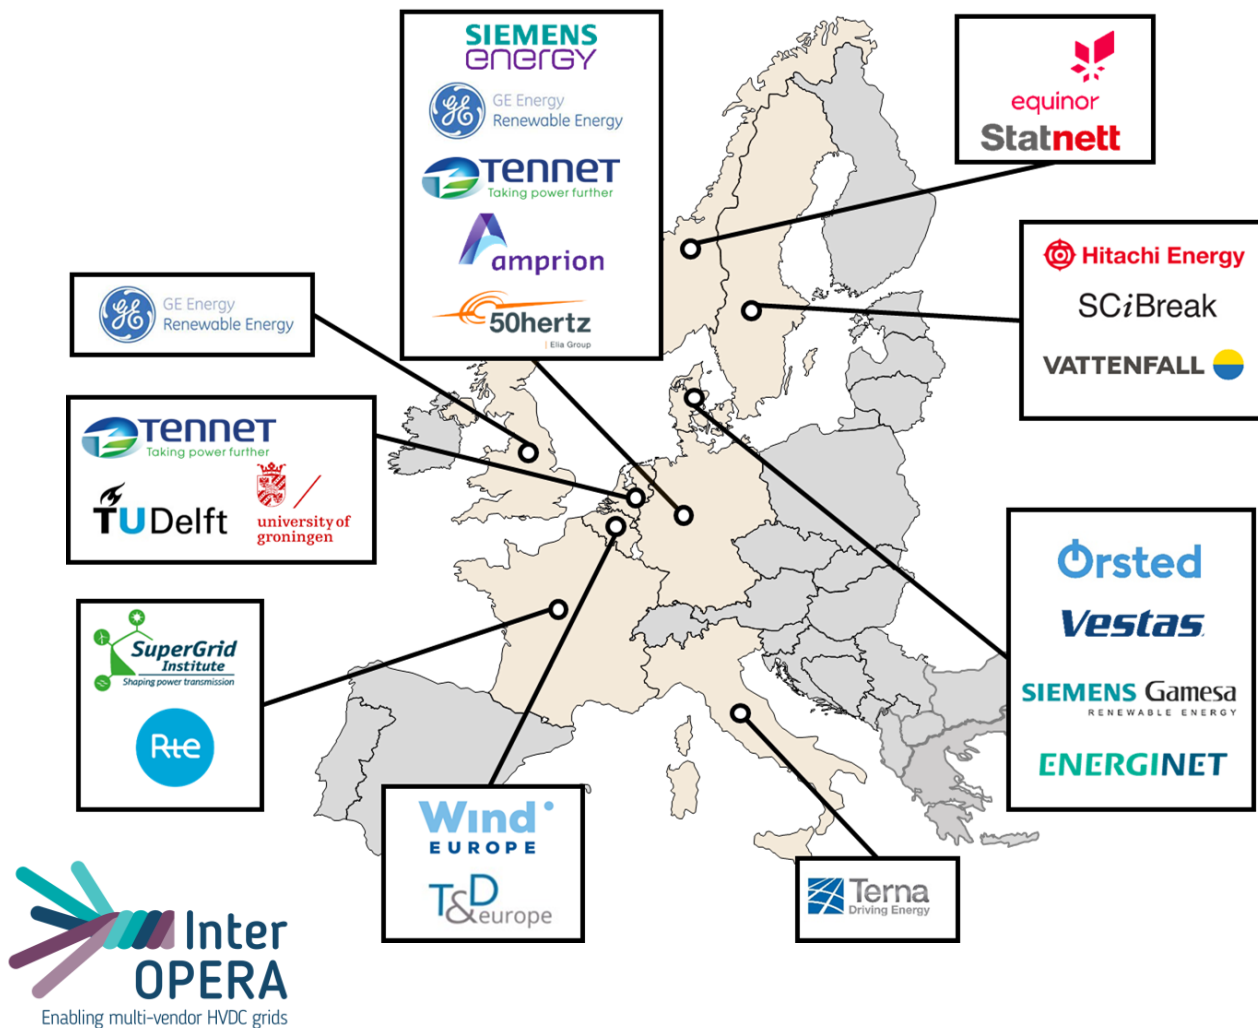 SIEMENS
energy
GE Energy
Renewable Energy
TENNET
Taking power further
amprion
50hertz
Elia Group
equinor
Statnett
Hitachi Energy
SCiBreak
VATTENFALL
GE Energy
Renewable Energy
TENNET
Taking power further
TUDelft
university of
groningen
Ørsted
Vestas
SIEMENS Gamesa
RENEWABLE ENERGY
ENERGINET
SuperGrid
Institute
Shaping power transmission
Rte
Wind
EUROPE
T&D
europe
Terna
Driving Energy
Inter
OPERA
Enabling multi-vendor HVDC grids